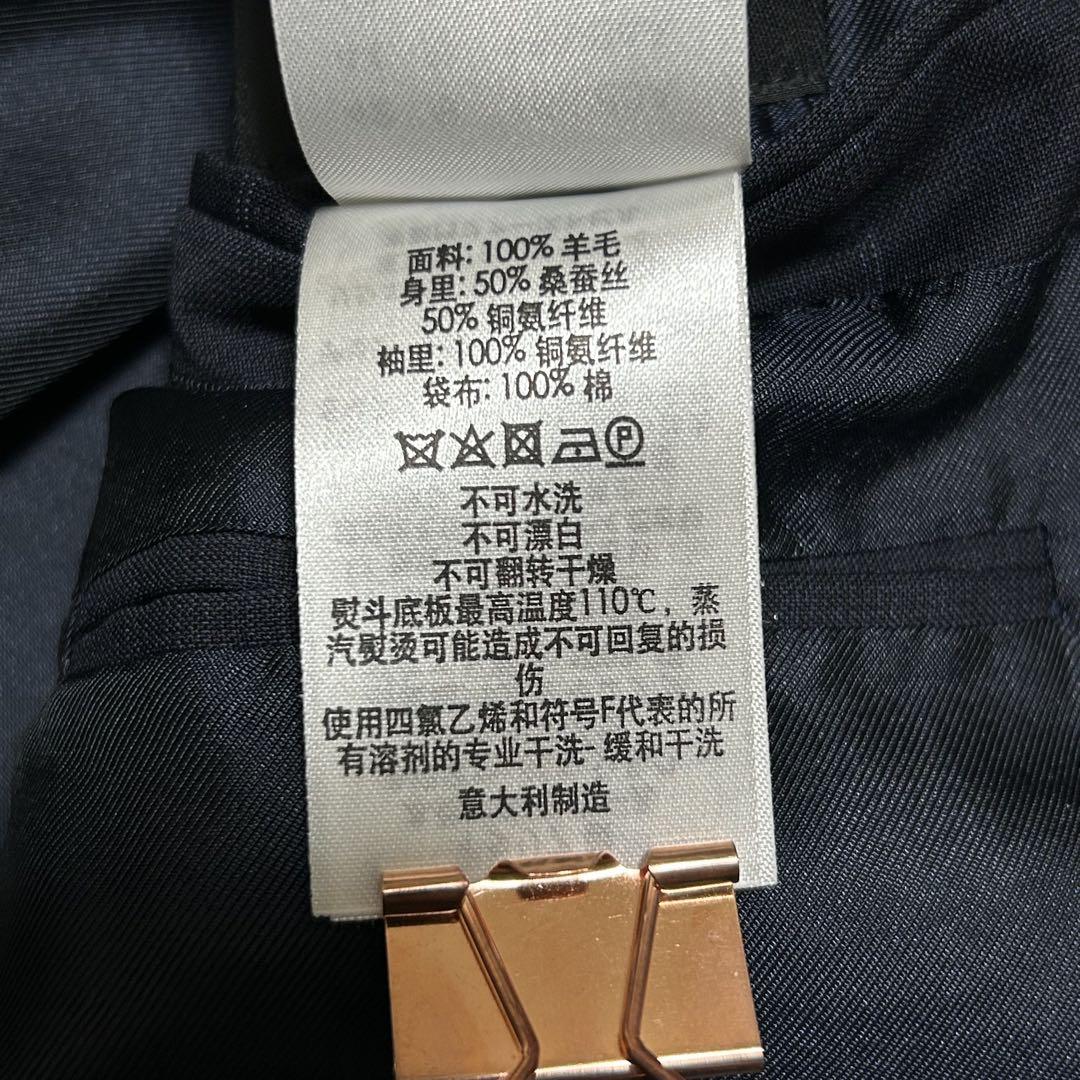 面料: 100% 羊毛
身里: 50% 桑蚕丝
50% 铜氨纤维
袖里: 100% 铜氨纤维
袋布: 100% 棉
P
不可水洗
不可漂白
不可翻转干燥
熨斗底板最高温度110℃, 蒸
汽熨烫可能造成不可回复的损
伤
使用四氯乙烯和符号F代表的所
有溶剂的专业干洗- 缓和干洗
意大利制造